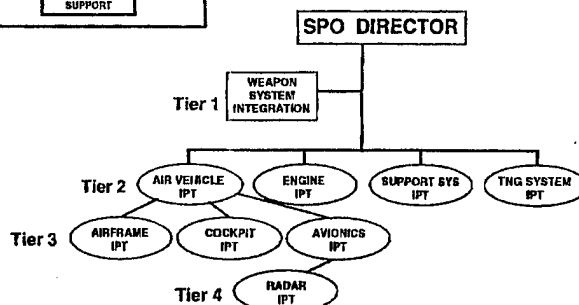 SUPPORT
SPO DIRECTOR
WEAPON
SYSTEM
INTEGRATION
Tier 1
Tier 2
AIR VEHICLE
IPT
ENGINE
IPT
SUPPORT SYS
IPT
TNG SYSTEM
IPT
Tier 3
AIRFRAME
IPT
COCKPIT
IPT
AVIONICS
IPT
Tier 4
RADAR
IPT